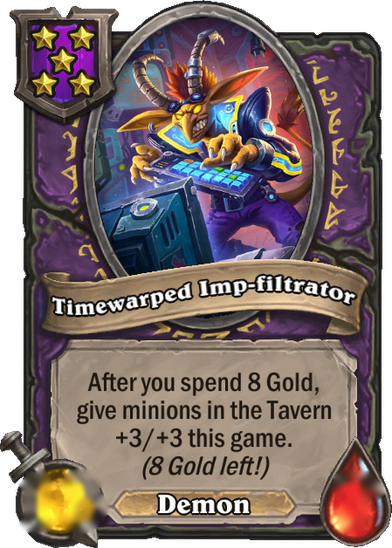 Timewarped Imp-filtrator
After you spend 8 Gold,
give minions in the Tavern
+3/+3 this game.
(8 Gold left!)
Demon